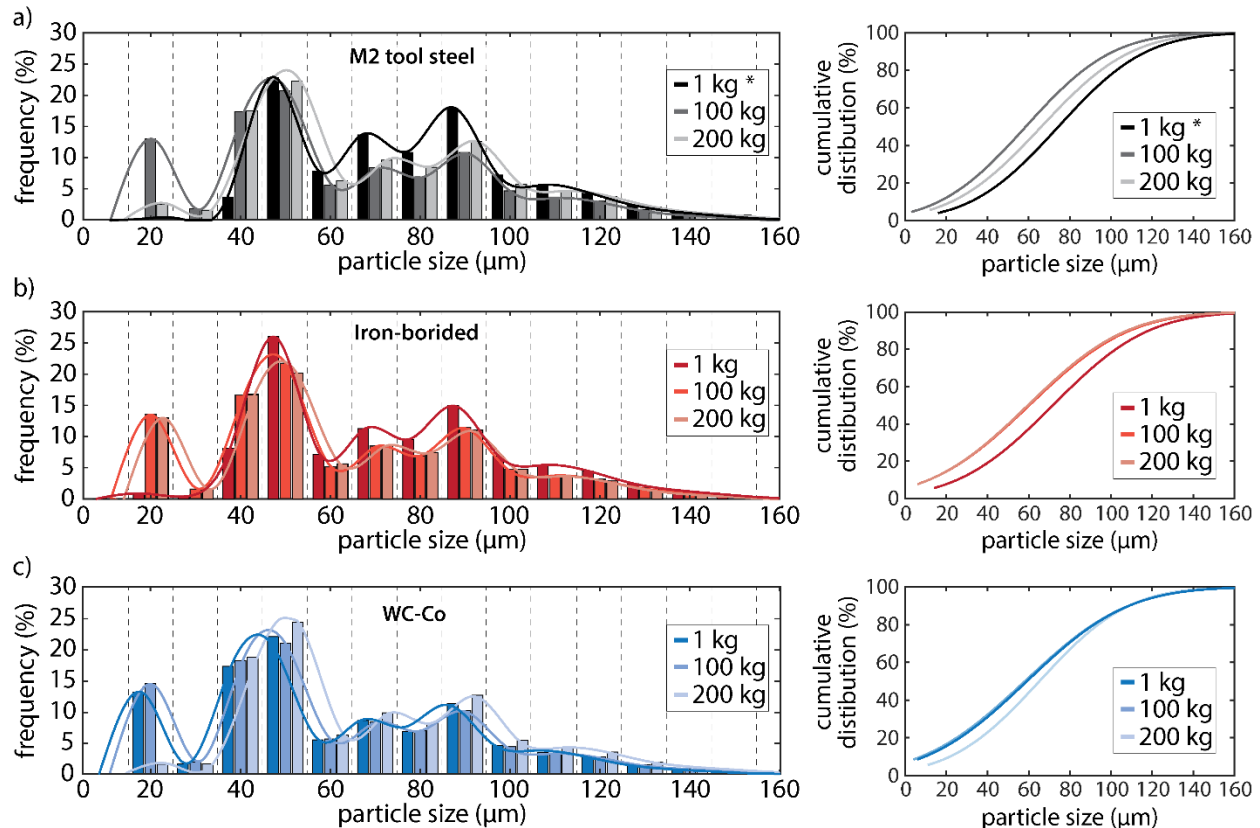 a)
frequency (%)
30
25
20
15
10
5
0
M2 tool steel
1 kg *
100 kg
200 kg
20 40 60 80 100 120 140 160
particle size (μm)
cumulative
distibution (%)
100
80
60
40
20
0
1 kg *
100 kg
200 kg
0 20 40 60 80 100 120 140 160
particle size (μm)
b)
frequency (%)
30
25
20
15
10
5
0
Iron-borided
1 kg
100 kg
200 kg
20 40 60 80 100 120 140 160
particle size (μm)
cumulative
distibution (%)
100
80
60
40
20
0
1 kg
100 kg
200 kg
0 20 40 60 80 100 120 140 160
particle size (μm)
c)
frequency (%)
30
25
20
15
10
5
0
WC-Co
1 kg
100 kg
200 kg
20 40 60 80 100 120 140 160
particle size (μm)
cumulative
distibution (%)
100
80
60
40
20
0
1 kg
100 kg
200 kg
0 20 40 60 80 100 120 140 160
particle size (μm)